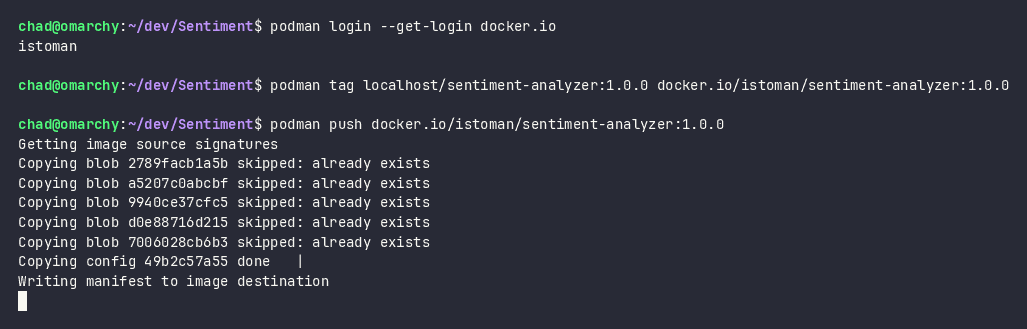 chad@omarchy:~/dev/Sentiment$ podman login --get-login docker.io
istoman
chad@omarchy:~/dev/Sentiment$ podman tag localhost/sentiment-analyzer:1.0.0 docker.io/istoman/sentiment-analyzer:1.0.0
chad@omarchy:~/dev/Sentiment$ podman push docker.io/istoman/sentiment-analyzer:1.0.0
Getting image source signatures
Copying blob 2789facb1a5b skipped: already exists
Copying blob a5207c0abcbf skipped: already exists
Copying blob 9940ce37cfc5 skipped: already exists
Copying blob d0e88716d215 skipped: already exists
Copying blob 7006028cb6b3 skipped: already exists
Copying config 49b2c57a55 done   |
Writing manifest to image destination